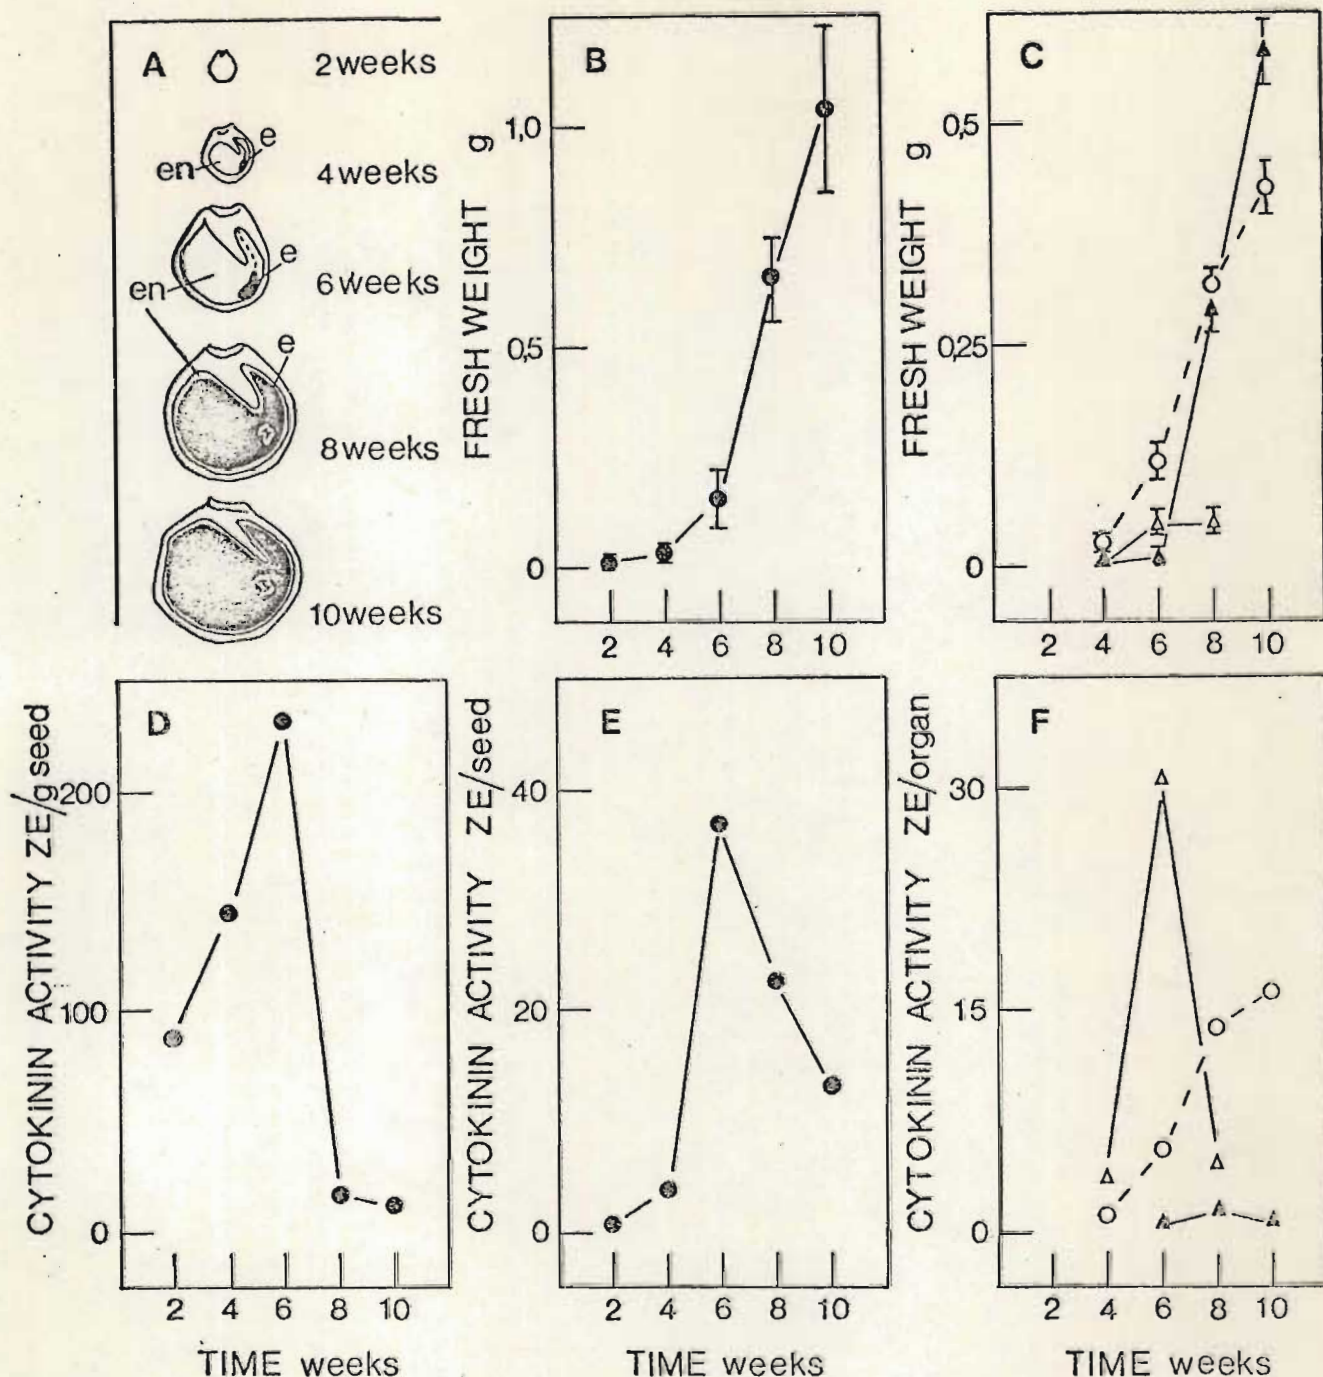 A
2weeks
e
en
4weeks
e
en
6weeks
e
8weeks
10weeks
B
FRESH WEIGHT g
1,0
0,5
0
2 4 6 8 10
C
FRESH WEIGHT g
0,5
0,25
0
2 4 6 8 10
D
CYTOKININ ACTIVITY ZE/g seed
200
100
0
2 4 6 8 10
TIME weeks
E
CYTOKININ ACTIVITY ZE/seed
40
20
0
2 4 6 8 10
TIME weeks
F
CYTOKININ ACTIVITY ZE/organ
30
15
0
2 4 6 8 10
TIME weeks